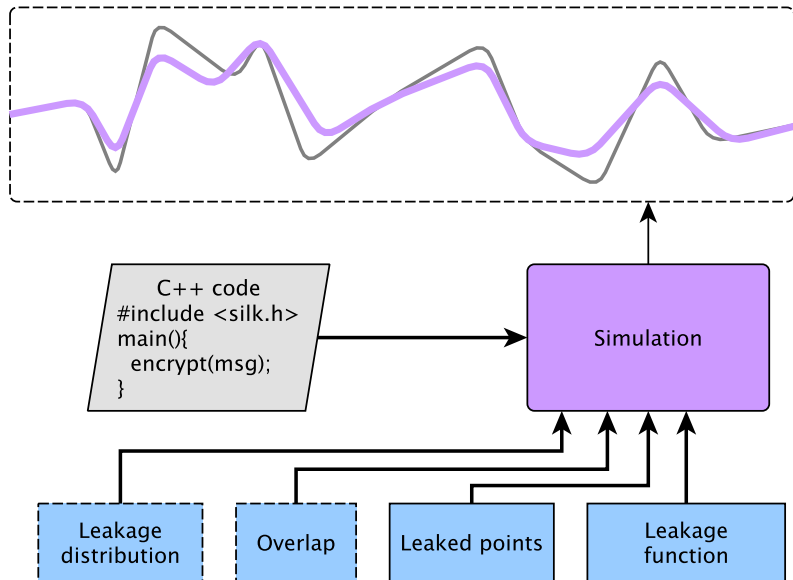 C++ code
#include <silk.h>
main(){
encrypt(msg);
}
Simulation
Leakage
distribution
Overlap
Leaked points
Leakage
function